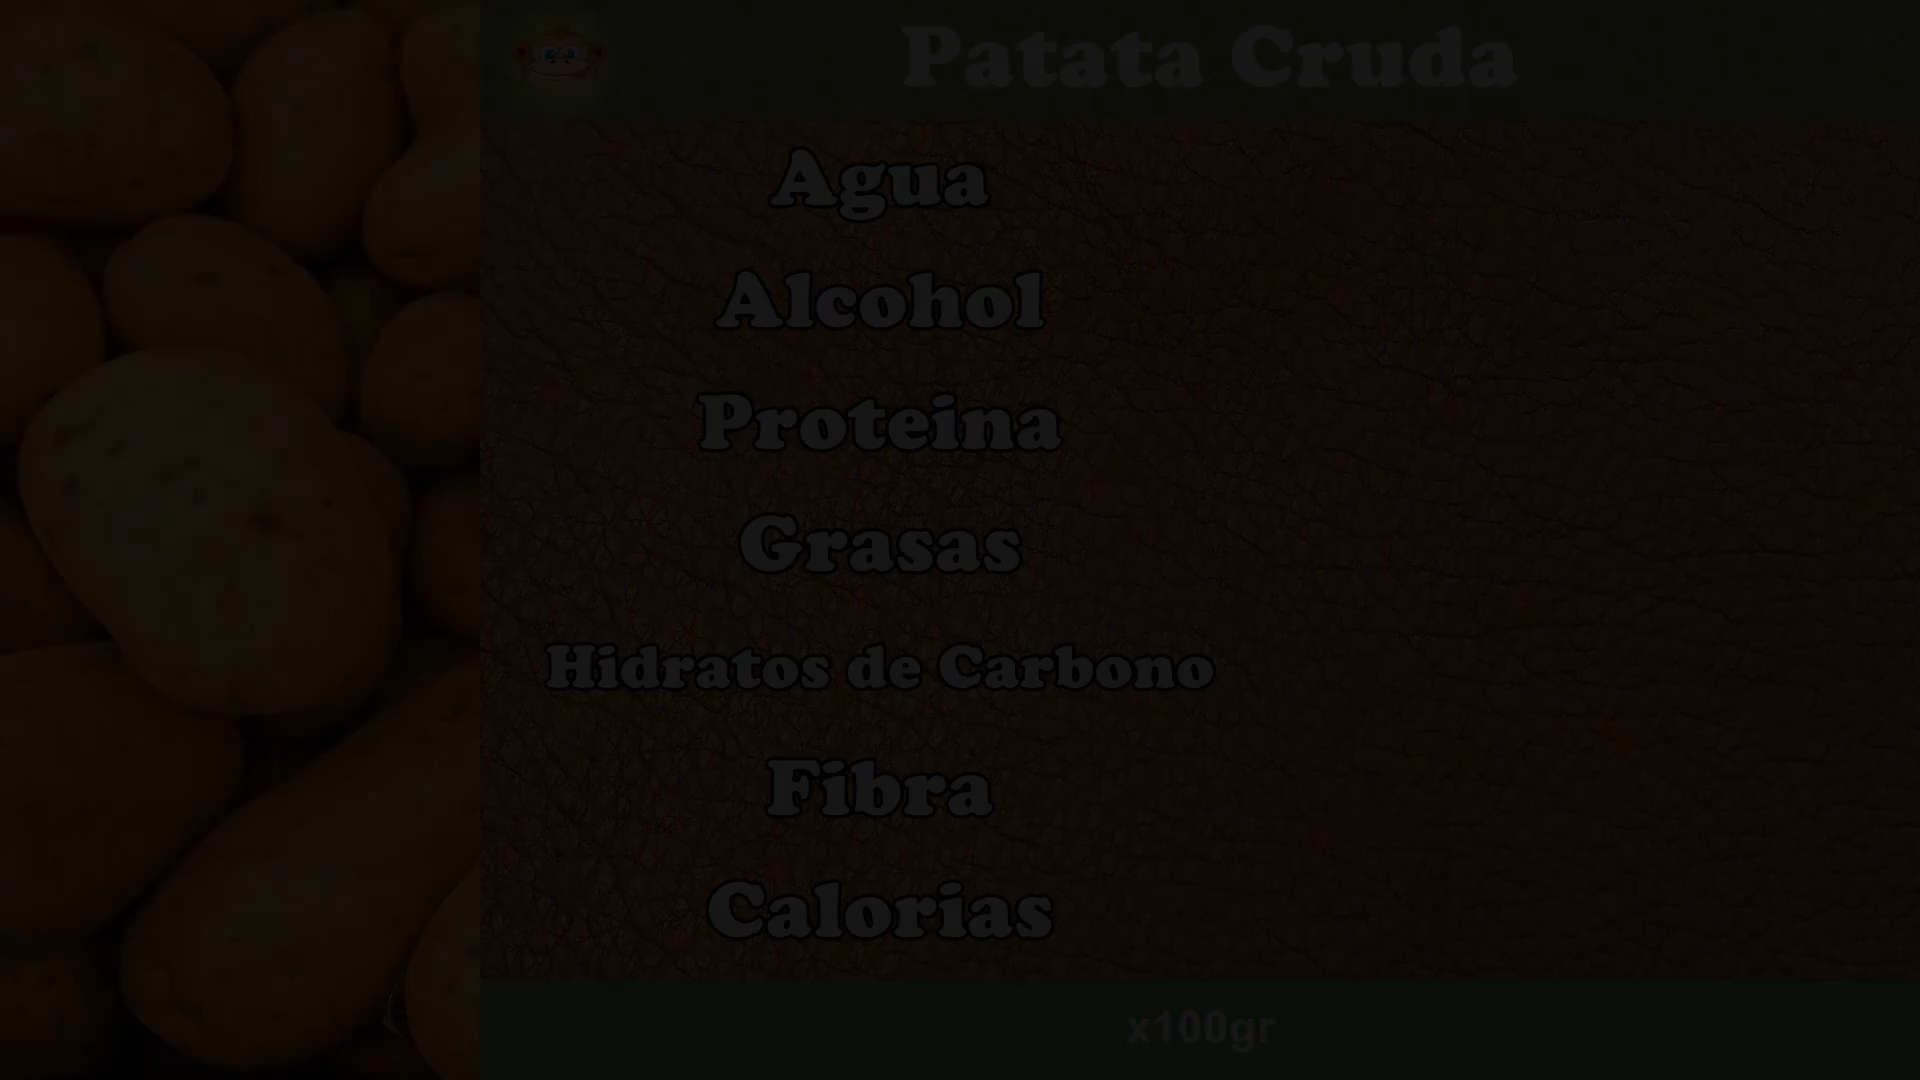 Patata Cruda
Agua
Alcohol
Proteina
Grasas
Hidratos de Carbono
Fibra
Calorias
x100gr